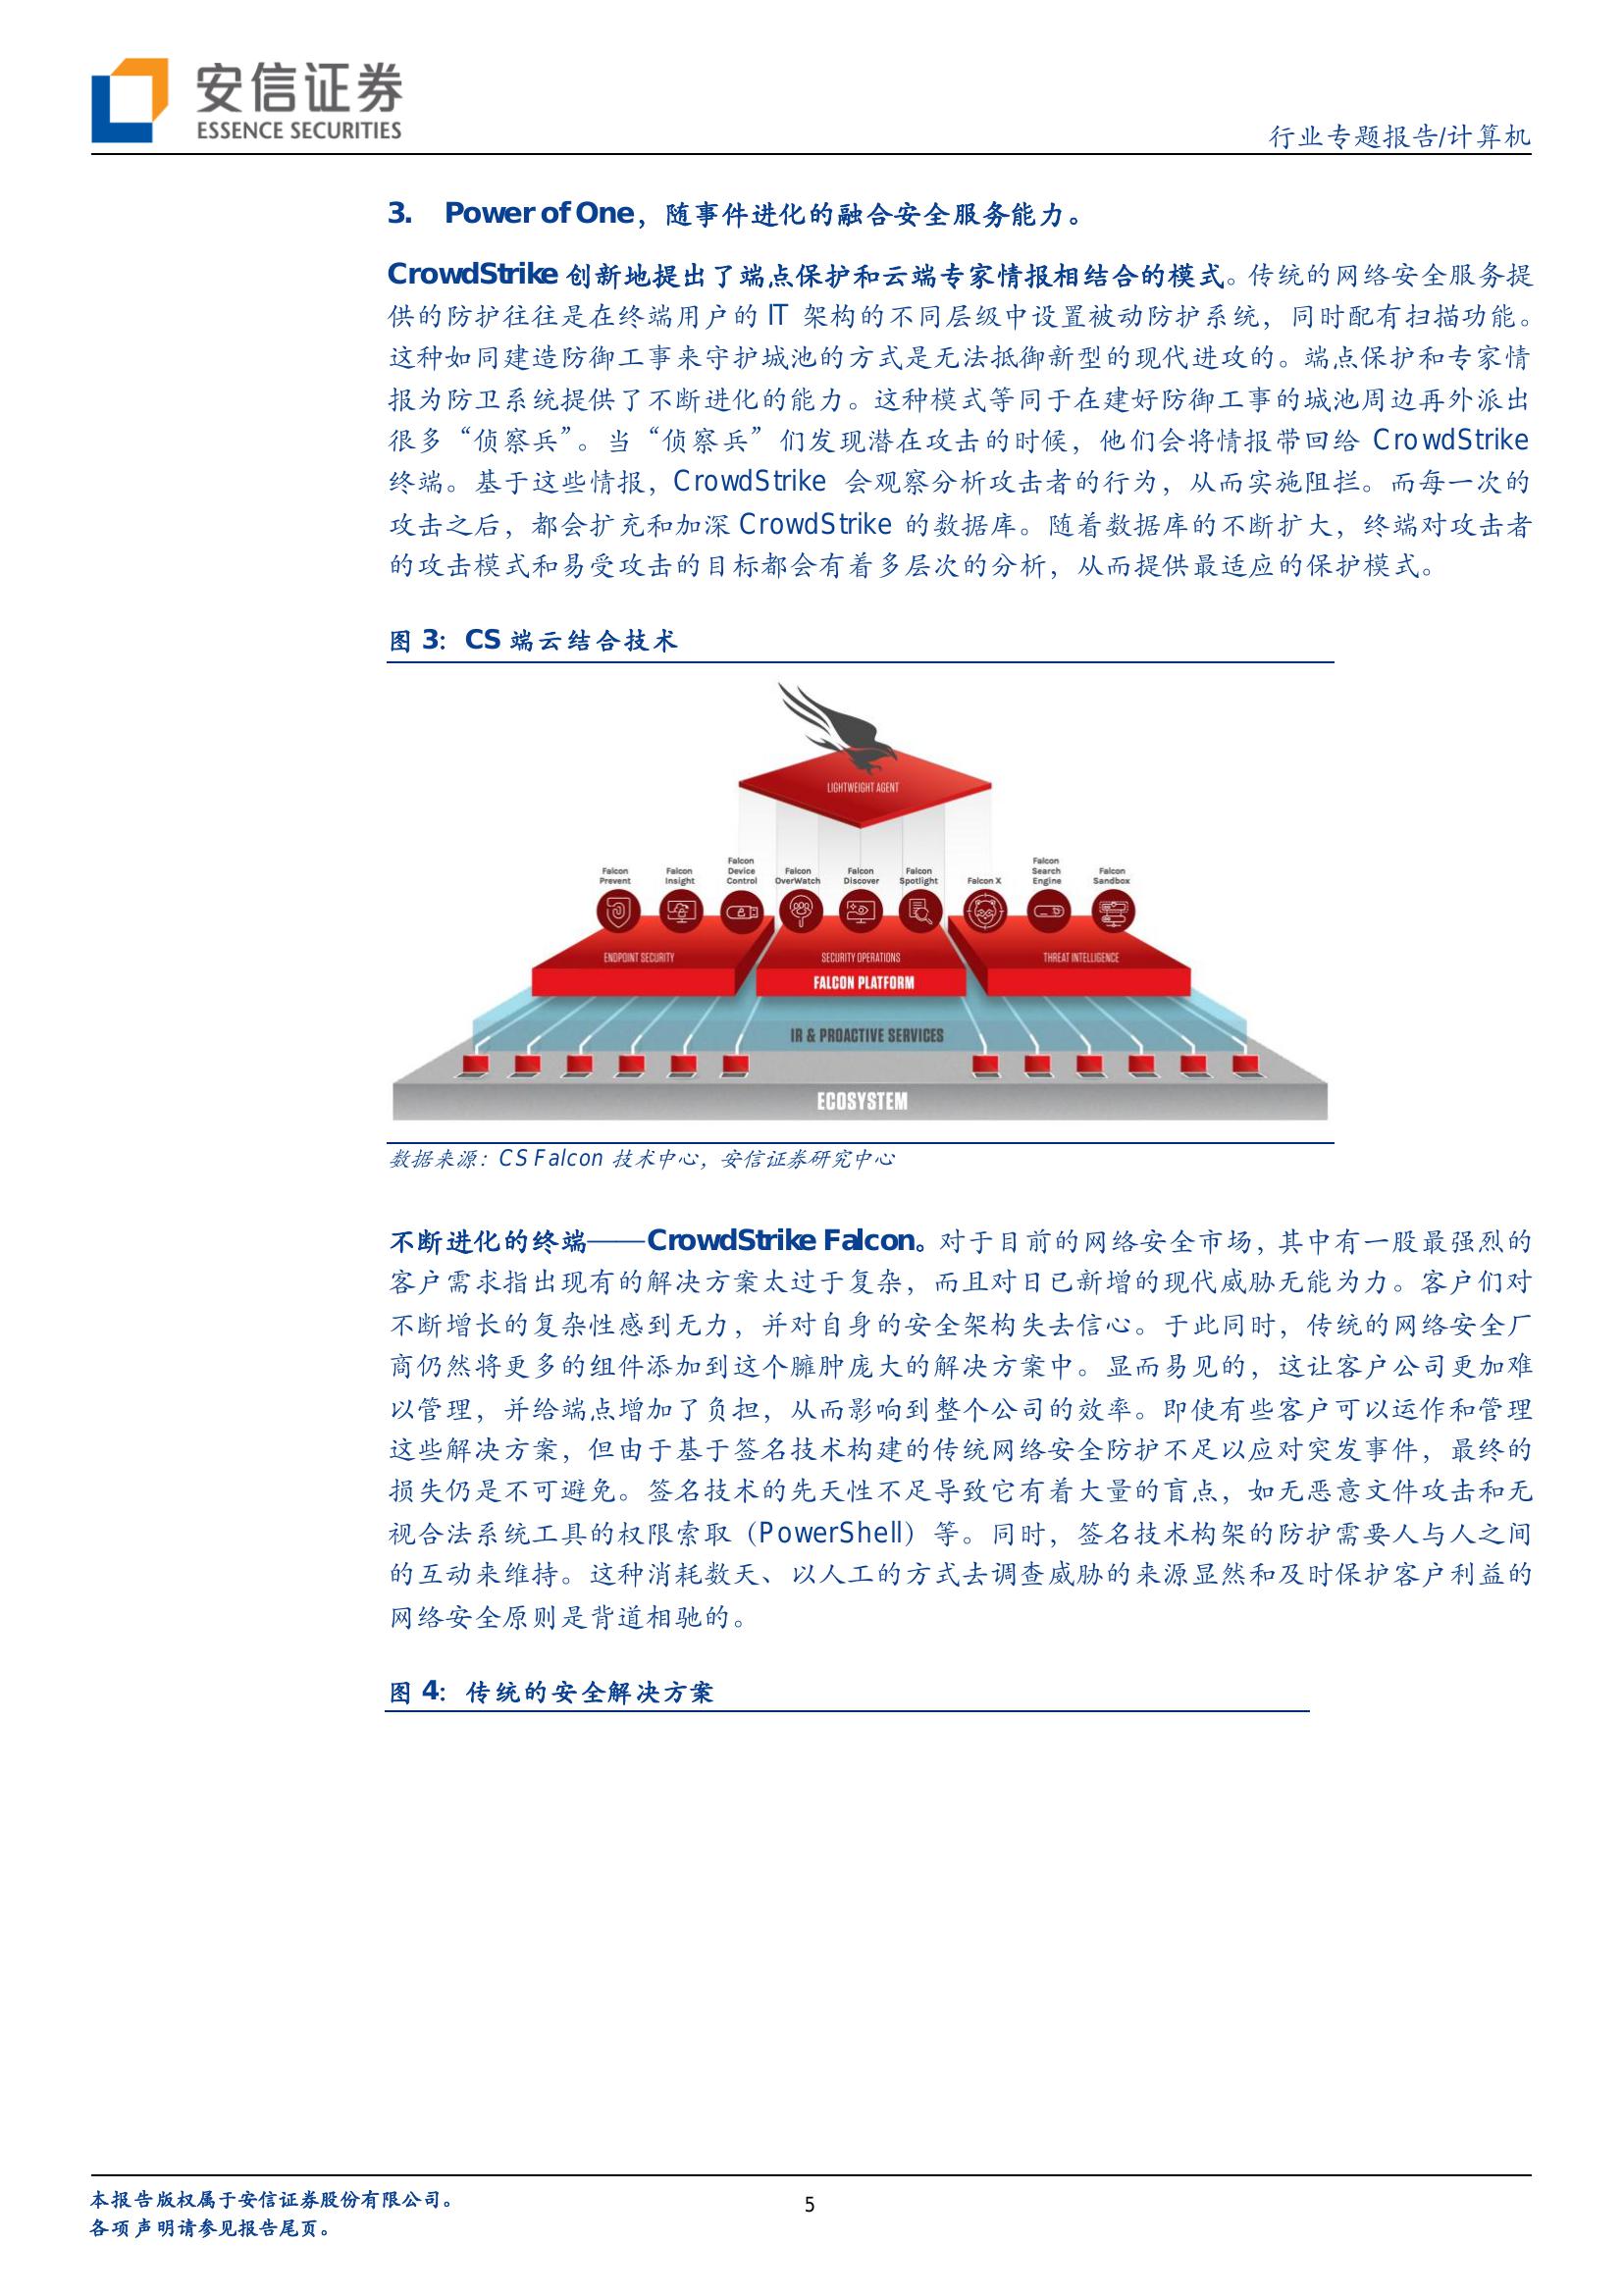 安信证券
ESSENCE SECURITIES
行业专题报告/计算机
3. Power of One，随事件进化的融合安全服务能力。
CrowdStrike 创新地提出了端点保护和云端专家情报相结合的模式。传统的网络安全服务提
供的防护往往是在终端用户的 IT 架构的不同层级中设置被动防护系统，同时配有扫描功能。
这种如同建造防御工事来守护城池的方式是无法抵御新型的现代进攻的。端点保护和专家情
报为防卫系统提供了不断进化的能力。这种模式等同于在建好防御工事的城池周边再外派出
很多“侦察兵”。当“侦察兵”们发现潜在攻击的时候，他们会将情报带回给 CrowdStrike
终端。基于这些情报，CrowdStrike 会观察分析攻击者的行为，从而实施阻拦。而每一次的
攻击之后，都会扩充和加深 CrowdStrike 的数据库。随着数据库的不断扩大，终端对攻击者
的攻击模式和易受攻击的目标都会有着多层次的分析，从而提供最适应的保护模式。
图 3：CS 端云结合技术
LIGHTWEIGHT AGENT
Falcon Prevent
Falcon Insight
Falcon Device Control
Falcon OverWatch
Falcon Discover
Falcon Spotlight
Falcon X
Falcon Search Engine
Falcon Sandbox
ENDPOINT SECURITY
SECURITY OPERATIONS
THREAT INTELLIGENCE
FALCON PLATFORM
IR & PROACTIVE SERVICES
ECOSYSTEM
数据来源：CS Falcon 技术中心，安信证券研究中心
不断进化的终端——CrowdStrike Falcon。对于目前的网络安全市场，其中有一股最强烈的
客户需求指出现有的解决方案太过于复杂，而且对日已新增的现代威胁无能为力。客户们对
不断增长的复杂性感到无力，并对自身的安全架构失去信心。于此同时，传统的网络安全厂
商仍然将更多的组件添加到这个臃肿庞大的解决方案中。显而易见的，这让客户公司更加难
以管理，并给端点增加了负担，从而影响到整个公司的效率。即使有些客户可以运作和管理
这些解决方案，但由于基于签名技术构建的传统网络安全防护不足以应对突发事件，最终的
损失仍是不可避免。签名技术的先天性不足导致它有着大量的盲点，如无恶意文件攻击和无
视合法系统工具的权限索取（PowerShell）等。同时，签名技术构架的防护需要人与人之间
的互动来维持。这种消耗数天、以人工的方式去调查威胁的来源显然和及时保护客户利益的
网络安全原则是背道相驰的。
图 4：传统的安全解决方案
本报告版权属于安信证券股份有限公司。
各项声明请参见报告尾页。
5